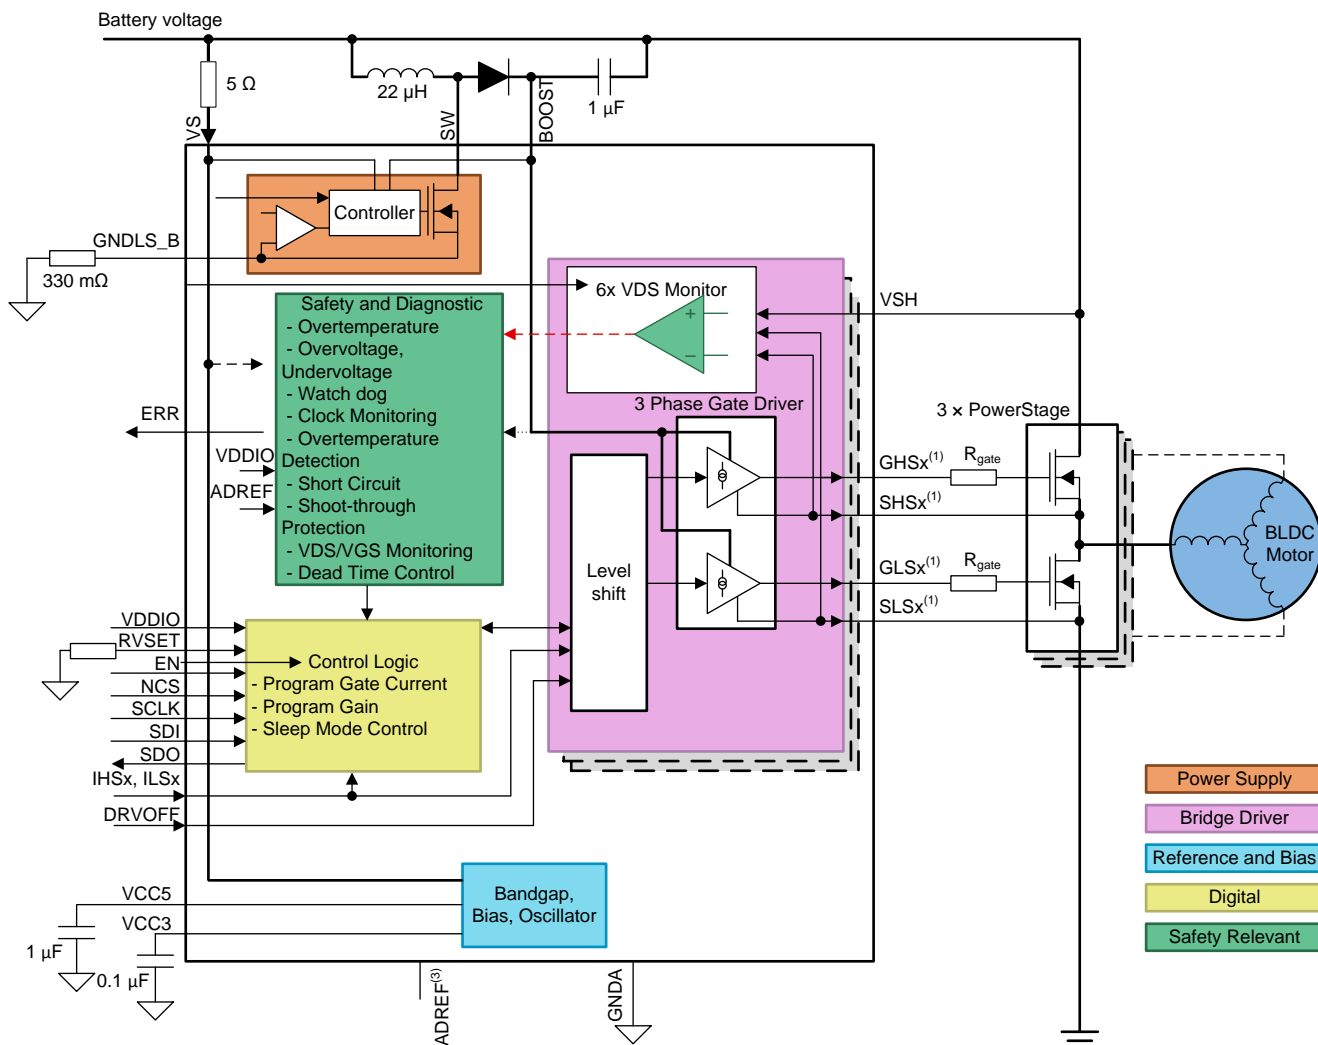 Battery voltage
5 Ω
22 μH
1 μF
VS
SW
BOOST
Controller
GNDLS_B
330 mΩ
6x VDS Monitor
+
−
VSH
Safety and Diagnostic
- Overtemperature
- Overvoltage,
Undervoltage
- Watch dog
- Clock Monitoring
- Overtemperature
Detection
- Short Circuit
- Shoot-through
Protection
- VDS/VGS Monitoring
- Dead Time Control
ERR
VDDIO
ADREF
3 Phase Gate Driver
3 × PowerStage
GHSx(1)
Rgate
SHSx(1)
GLSx(1)
Rgate
SLSx(1)
BLDC
Motor
Level
shift
VDDIO
RVSET
EN
NCS
SCLK
SDI
SDO
IHSx, ILSx
DRVOFF
Control Logic
- Program Gate Current
- Program Gain
- Sleep Mode Control
VCC5
VCC3
1 μF
0.1 μF
Bandgap,
Bias, Oscillator
ADREF(3)
GNDA
Power Supply
Bridge Driver
Reference and Bias
Digital
Safety Relevant